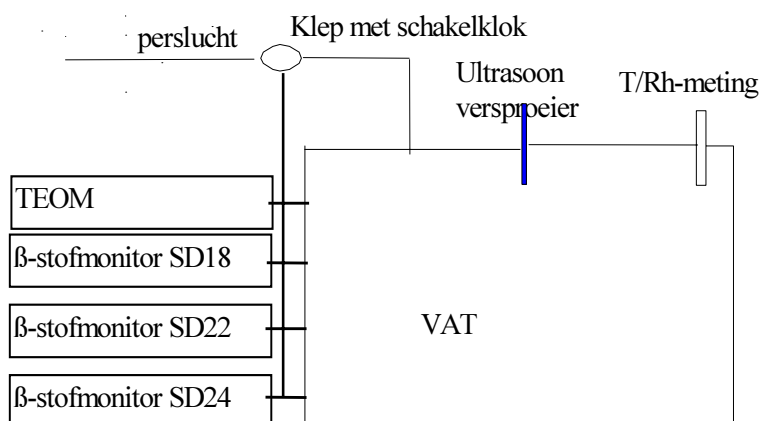 perslucht
Klep met schakelklok
Ultrasoon
versproeier
T/Rh-meting
TEOM
ß-stofmonitor SD18
ß-stofmonitor SD22
VAT
ß-stofmonitor SD24